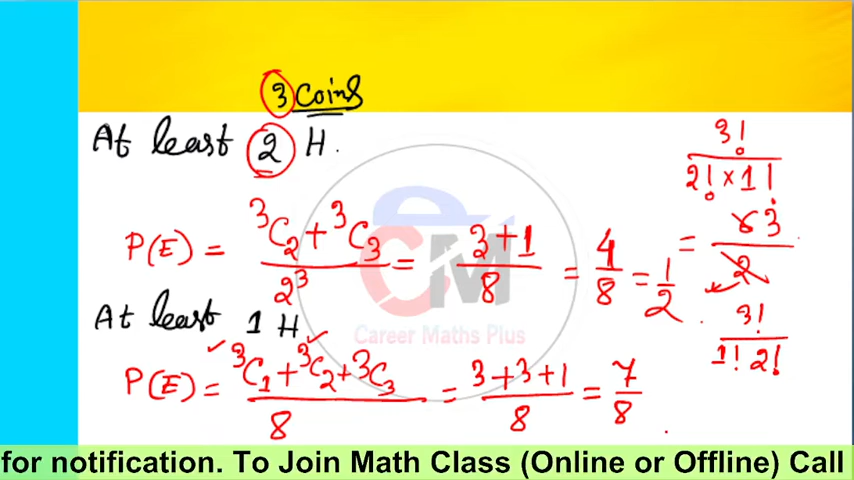 3 Coins
At least 2 H.
P(E) = (³C₂ + ³C₃)/2³ = (3+1)/8 = 4/8 = 1/2
3!/(2! × 1!)
= 6 3/2
At least 1 H
P(E) = (³C₁ + ³C₂ + ³C₃)/8 = (3+3+1)/8 = 7/8
3!/(1! 2!)
CM
Career Maths Plus
for notification. To Join Math Class (Online or Offline) Call